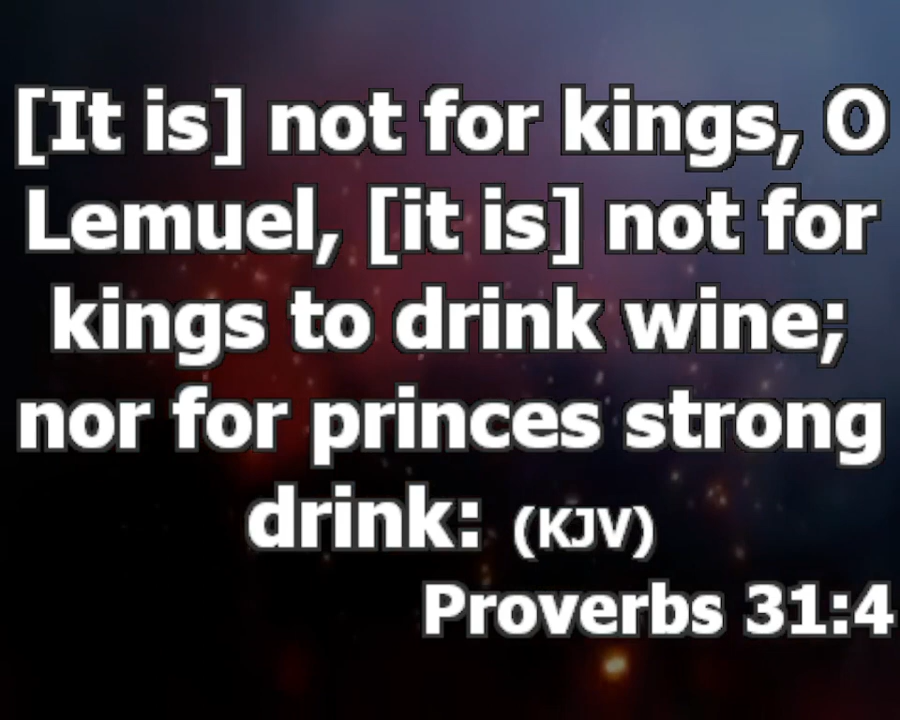 [It is] not for kings, O
Lemuel, [it is] not for
kings to drink wine;
nor for princes strong
drink: (KJV)
Proverbs 31:4